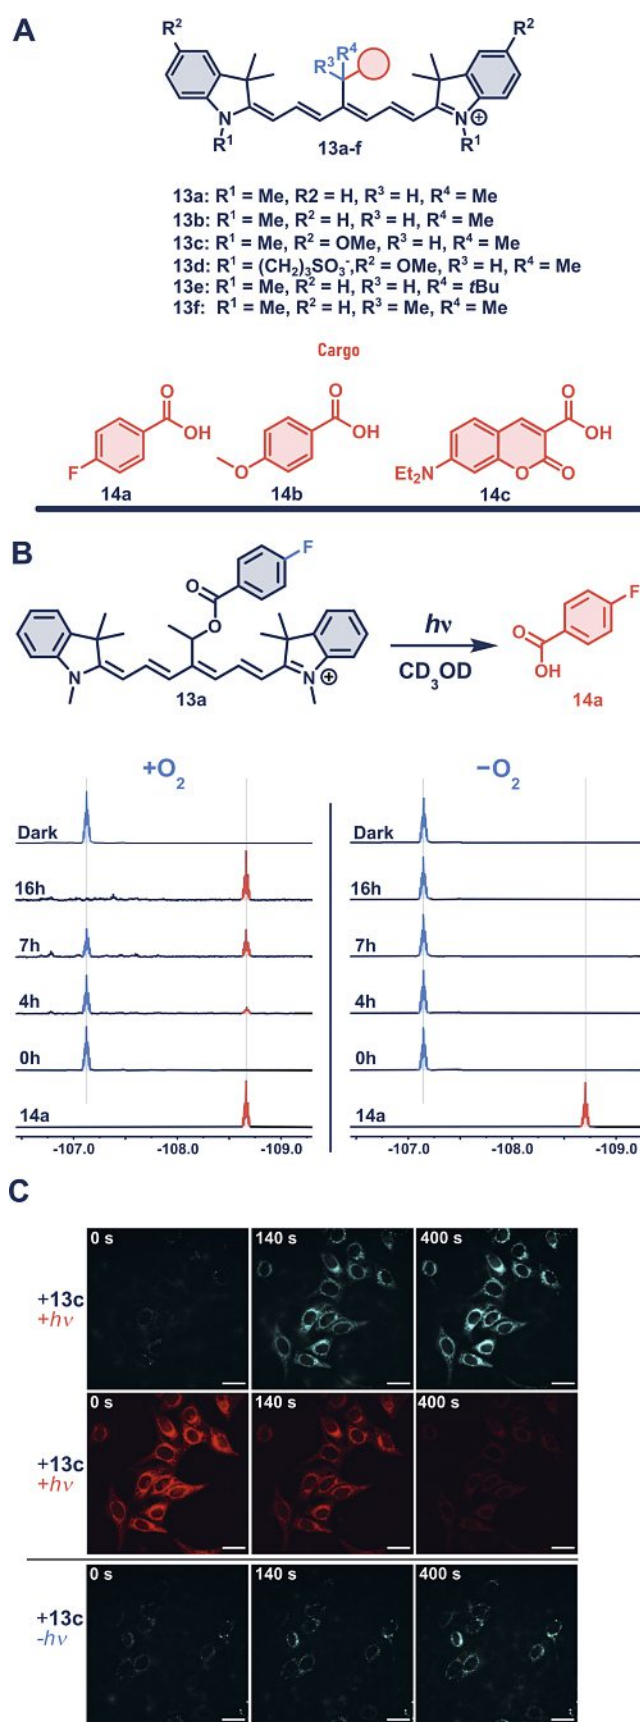 A
R² R²
R³ R⁴
N N⊕
R¹ 13a-f R¹
13a: R¹ = Me, R2 = H, R³ = H, R⁴ = Me
13b: R¹ = Me, R² = H, R³ = H, R⁴ = Me
13c: R¹ = Me, R² = OMe, R³ = H, R⁴ = Me
13d: R¹ = (CH₂)₃SO₃⁻,R² = OMe, R³ = H, R⁴ = Me
13e: R¹ = Me, R² = H, R³ = H, R⁴ = tBu
13f: R¹ = Me, R² = H, R³ = Me, R⁴ = Me
Cargo
O O O
OH OH OH
F O Et₂N O O
14a 14b 14c
B
F
O
O
N N⊕
13a
hν
CD₃OD
F
O
OH
14a
+O₂ −O₂
Dark Dark
16h 16h
7h 7h
4h 4h
0h 0h
14a 14a
-107.0 -108.0 -109.0 -107.0 -108.0 -109.0
C
0 s 140 s 400 s
+13c
+hν
0 s 140 s 400 s
+13c
+hν
0 s 140 s 400 s
+13c
-hν